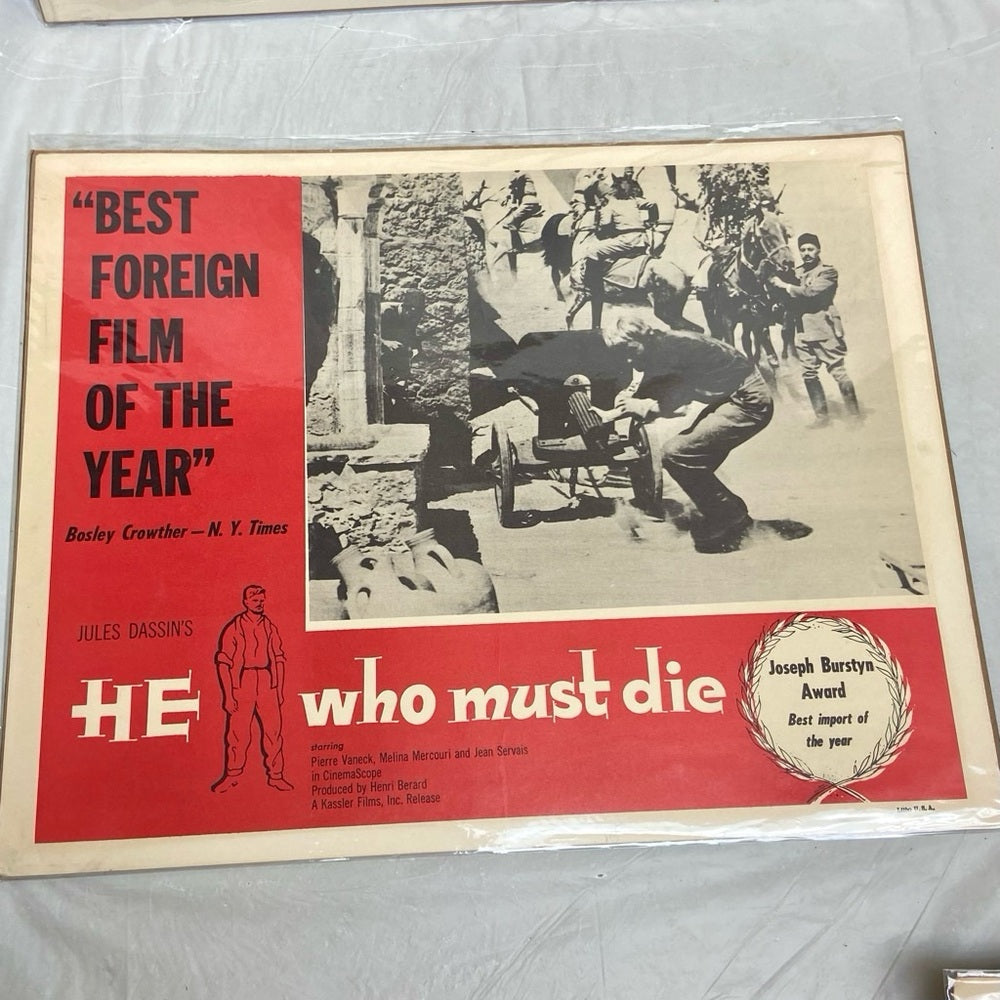 “BEST
FOREIGN
FILM
OF THE
YEAR”
Bosley Crowther — N. Y. Times
JULES DASSIN'S
HE who must die
starring
Pierre Vaneck, Melina Mercouri and Jean Servais
in CinemaScope
Produced by Henri Berard
A Kassler Films, Inc. Release
Joseph Burstyn
Award
Best import of
the year
Litho U.S.A.